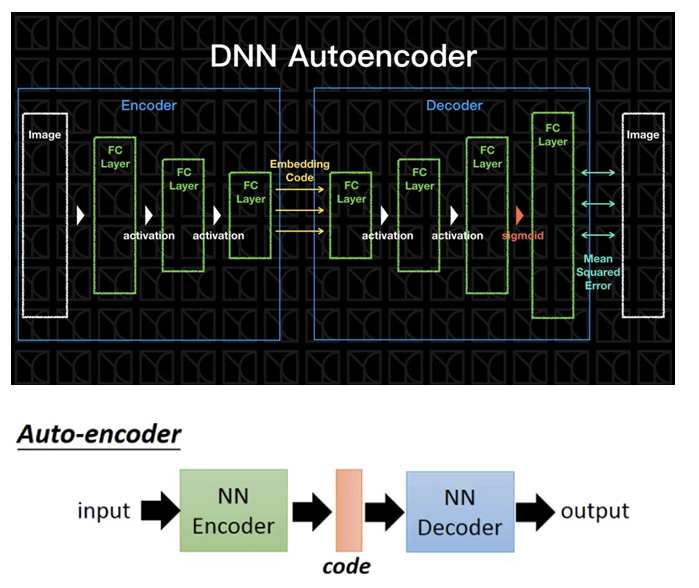 DNN Autoencoder
Encoder
Decoder
Image
FC
Layer
activation
FC
Layer
activation
FC
Layer
Embedding
Code
FC
Layer
activation
FC
Layer
activation
FC
Layer
sigmoid
FC
Layer
Mean
Squared
Error
Image
Auto-encoder
input
NN
Encoder
code
NN
Decoder
output